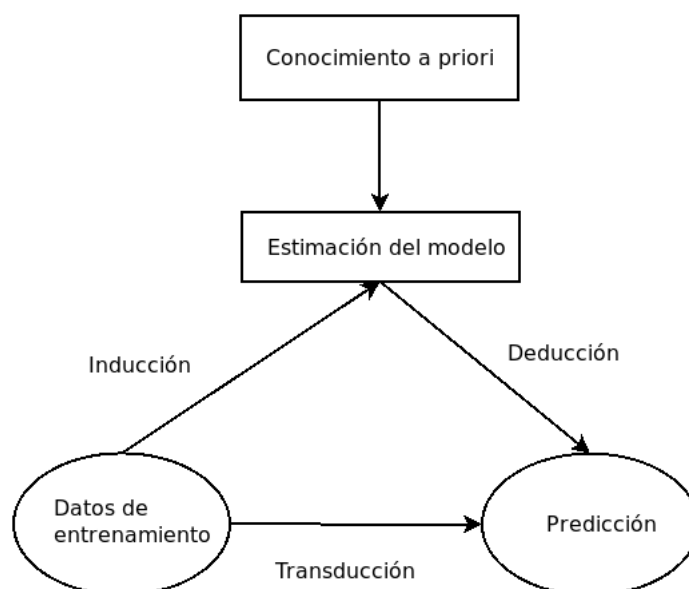 Conocimiento a priori
Estimación del modelo
Inducción
Deducción
Datos de
entrenamiento
Predicción
Transducción